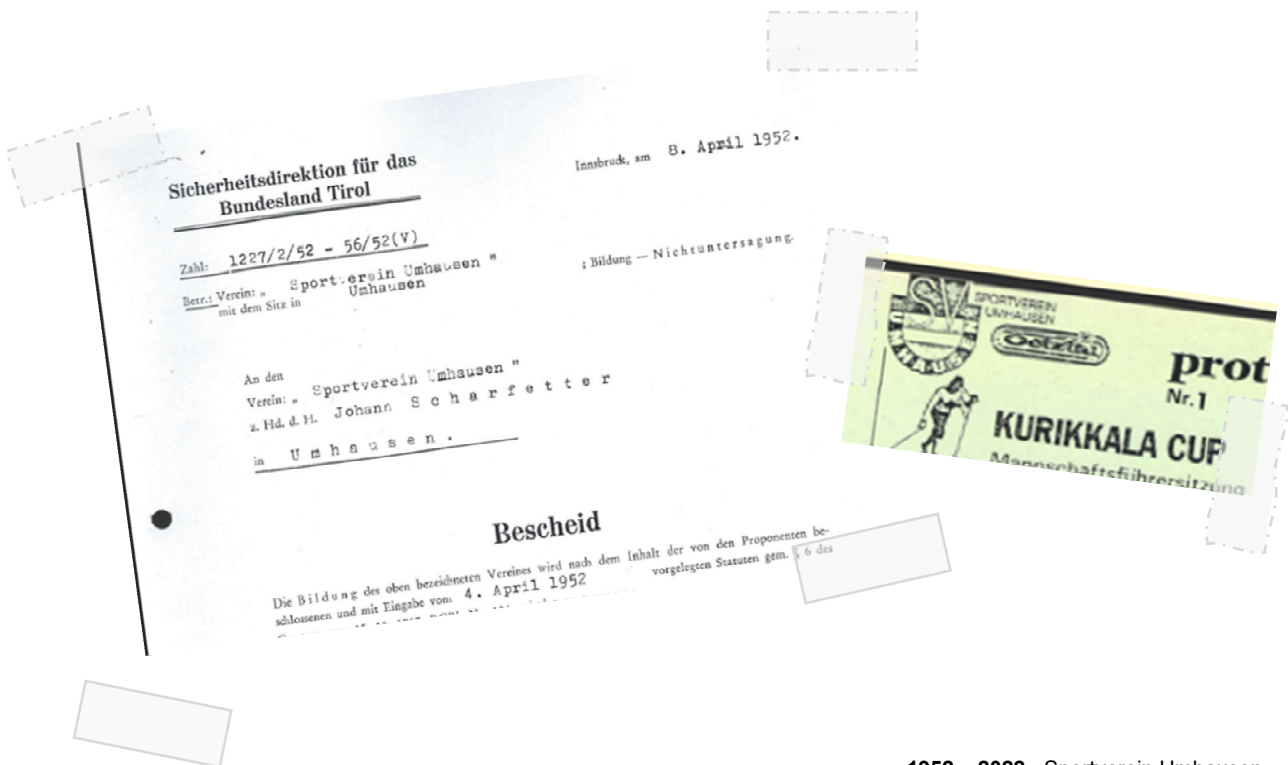 Sicherheitsdirektion für das
Bundesland Tirol
Innsbruck, am 8. April 1952.
Zahl: 1227/2/52 - 56/52(V)
Betr.: Verein: „ Sportverein Umhausen "
mit dem Sitz in Umhausen
; Bildung — Nichtuntersagung.
An den
Verein: „ Sportverein Umhausen "
z. Hd. d. H. Johann Scharfetter
in Umhausen.
Bescheid
Die Bildung des oben bezeichneten Vereines wird nach dem Inhalt der von den Proponenten be-
schlossenen und mit Eingabe vom 4. April 1952 vorgelegten Statuten gem. § 6 des
SV
SPORTVEREIN
UMHAUSEN
Oetztal
prot
Nr.1
KURIKKALA CUP
Mannschaftsführersitzung